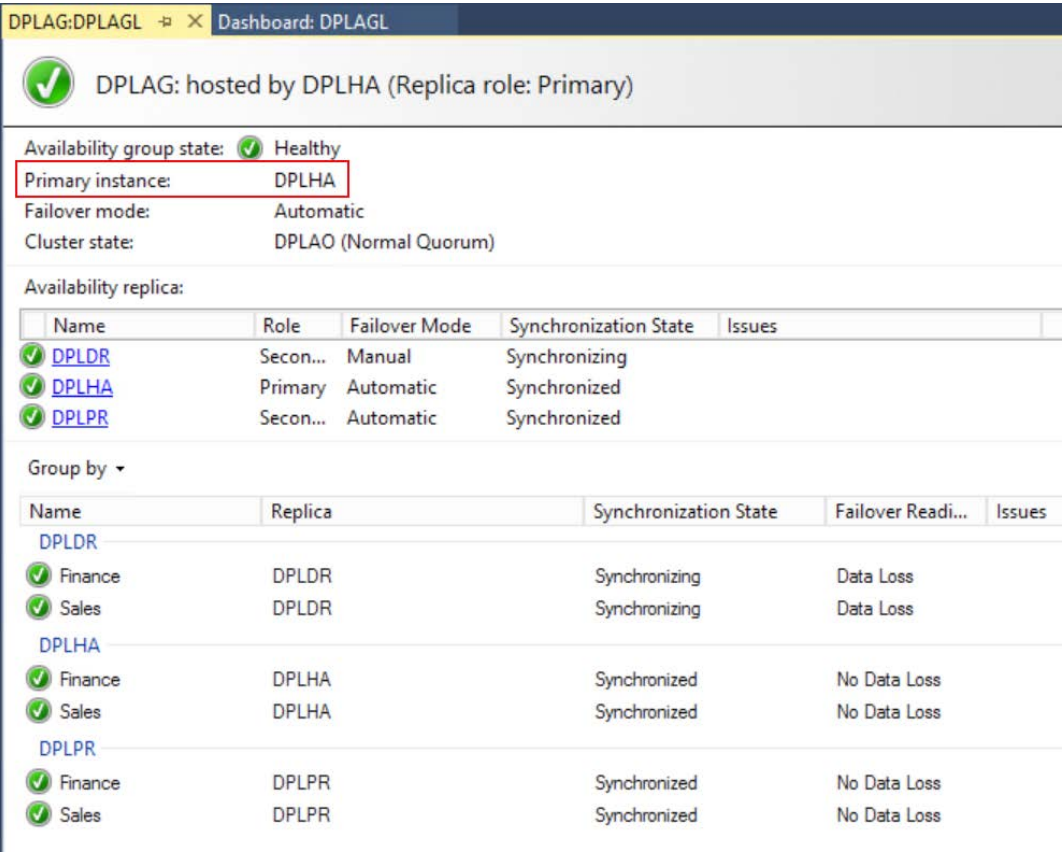 DPLAG:DPLAGL Dashboard: DPLAGL
DPLAG: hosted by DPLHA (Replica role: Primary)
Availability group state: Healthy
Primary instance: DPLHA
Failover mode: Automatic
Cluster state: DPLAO (Normal Quorum)
Availability replica:
Name Role Failover Mode Synchronization State Issues
DPLDR Secon... Manual Synchronizing
DPLHA Primary Automatic Synchronized
DPLPR Secon... Automatic Synchronized
Group by
Name Replica Synchronization State Failover Readi... Issues
DPLDR
Finance DPLDR Synchronizing Data Loss
Sales DPLDR Synchronizing Data Loss
DPLHA
Finance DPLHA Synchronized No Data Loss
Sales DPLHA Synchronized No Data Loss
DPLPR
Finance DPLPR Synchronized No Data Loss
Sales DPLPR Synchronized No Data Loss